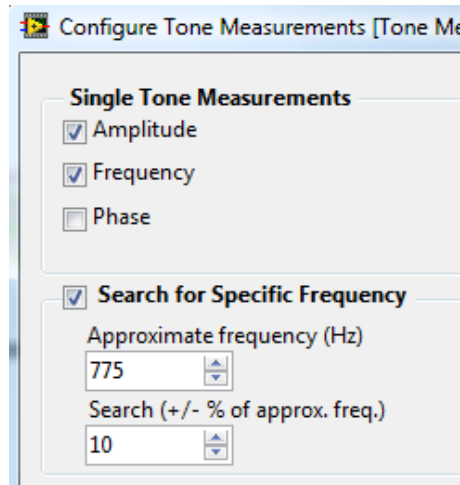 Configure Tone Measurements [Tone Me
Single Tone Measurements
Amplitude
Frequency
Phase
Search for Specific Frequency
Approximate frequency (Hz)
775
Search (+/- % of approx. freq.)
10